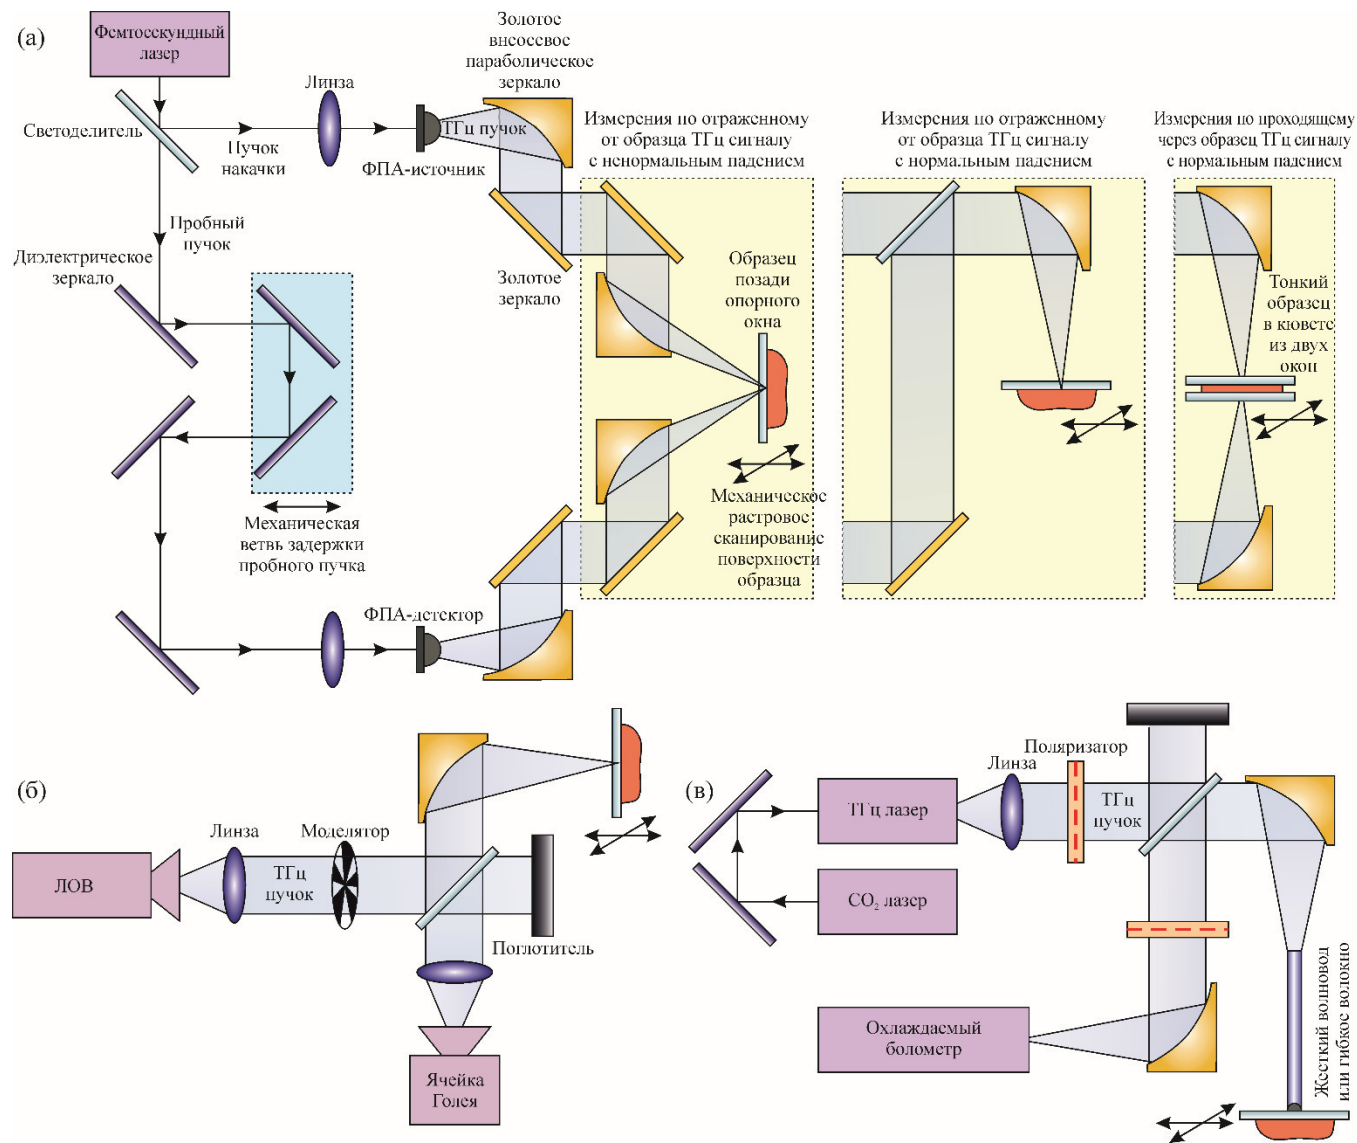 (а)
Фемтосекундный
лазер
Светоделитель
Линза
Пучок
накачки
Золотое
внеосевое
параболическое
зеркало
ТГц пучок
ФПА-источник
Измерения по отраженному
от образца ТГц сигналу
с ненормальным падением
Измерения по отраженному
от образца ТГц сигналу
с нормальным падением
Измерения по проходящему
через образец ТГц сигналу
с нормальным падением
Пробный
пучок
Диэлектрическое
зеркало
Золотое
зеркало
Образец
позади
опорного
окна
Тонкий
образец
в кювете
из двух
окон
Механическая
ветвь задержки
пробного пучка
Механическое
растровое
сканирование
поверхности
образца
ФПА-детектор
(б)
ЛОВ
Линза
ТГц
пучок
Моделятор
Поглотитель
Ячейка
Голея
(в)
ТГц лазер
CO₂ лазер
Линза
Поляризатор
ТГц
пучок
Охлаждаемый
болометр
Жесткий волновод
или гибкое волокно